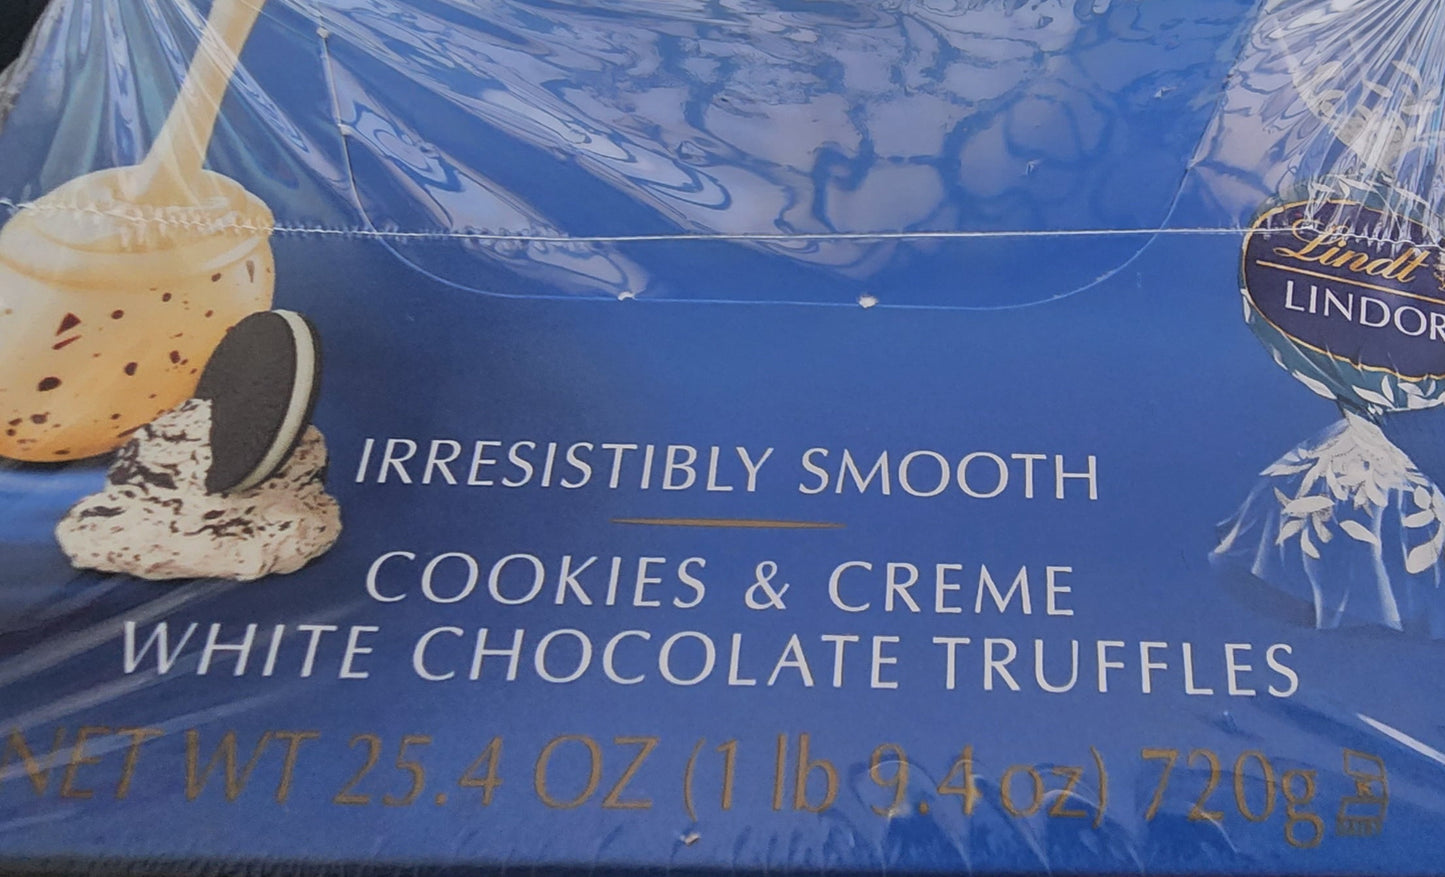 Lindt
LINDOR
IRRESISTIBLY SMOOTH
COOKIES & CREME
WHITE CHOCOLATE TRUFFLES
NET WT 25.4 OZ (1 lb 9.4 oz) 720g